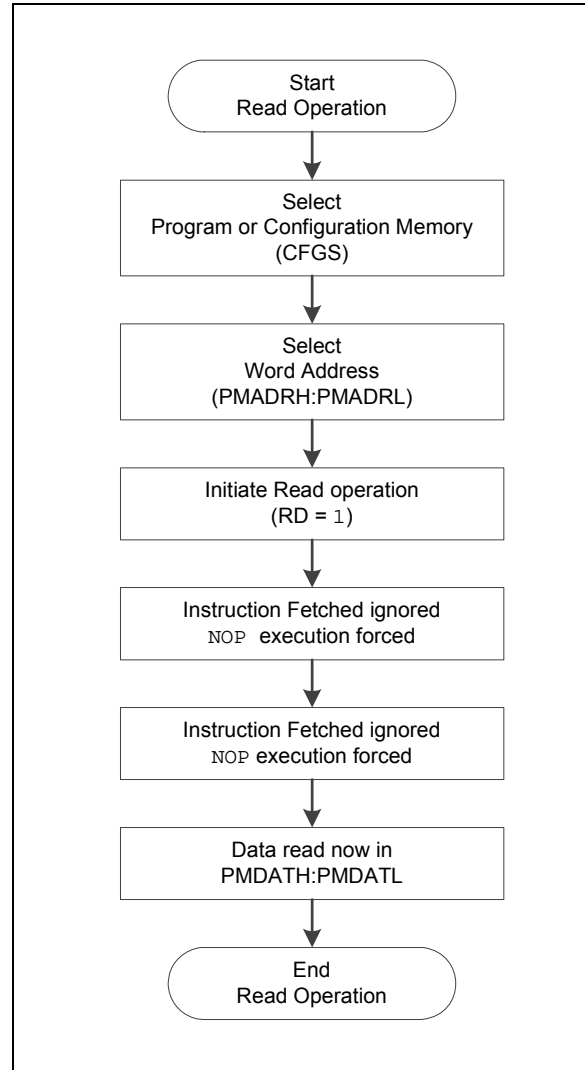 Start
Read Operation
Select
Program or Configuration Memory
(CFGS)
Select
Word Address
(PMADRH:PMADRL)
Initiate Read operation
(RD = 1)
Instruction Fetched ignored
NOP execution forced
Instruction Fetched ignored
NOP execution forced
Data read now in
PMDATH:PMDATL
End
Read Operation